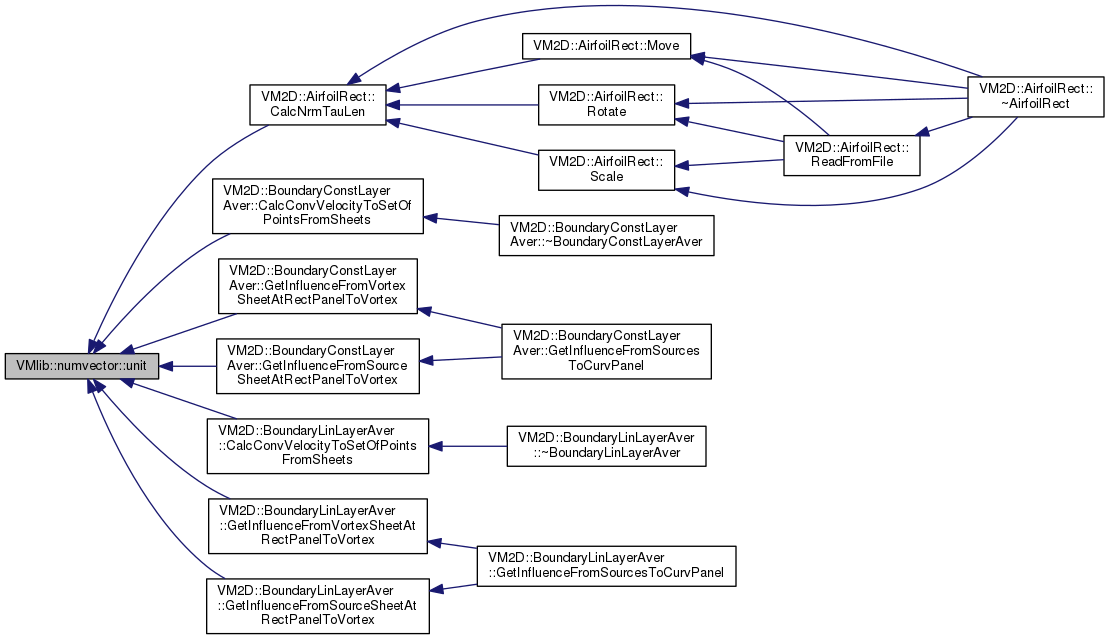 VMlib::numvector::unit
VM2D::AirfoilRect::
CalcNrmTauLen
VM2D::AirfoilRect::Move
VM2D::AirfoilRect::
~AirfoilRect
VM2D::AirfoilRect::
Rotate
VM2D::AirfoilRect::
ReadFromFile
VM2D::AirfoilRect::
Scale
VM2D::BoundaryConstLayer
Aver::CalcConvVelocityToSetOf
PointsFromSheets
VM2D::BoundaryConstLayer
Aver::~BoundaryConstLayerAver
VM2D::BoundaryConstLayer
Aver::GetInfluenceFromVortex
SheetAtRectPanelToVortex
VM2D::BoundaryConstLayer
Aver::GetInfluenceFromSources
ToCurvPanel
VM2D::BoundaryConstLayer
Aver::GetInfluenceFromSource
SheetAtRectPanelToVortex
VM2D::BoundaryLinLayerAver
::CalcConvVelocityToSetOfPoints
FromSheets
VM2D::BoundaryLinLayerAver
::~BoundaryLinLayerAver
VM2D::BoundaryLinLayerAver
::GetInfluenceFromVortexSheetAt
RectPanelToVortex
VM2D::BoundaryLinLayerAver
::GetInfluenceFromSourcesToCurvPanel
VM2D::BoundaryLinLayerAver
::GetInfluenceFromSourceSheetAt
RectPanelToVortex